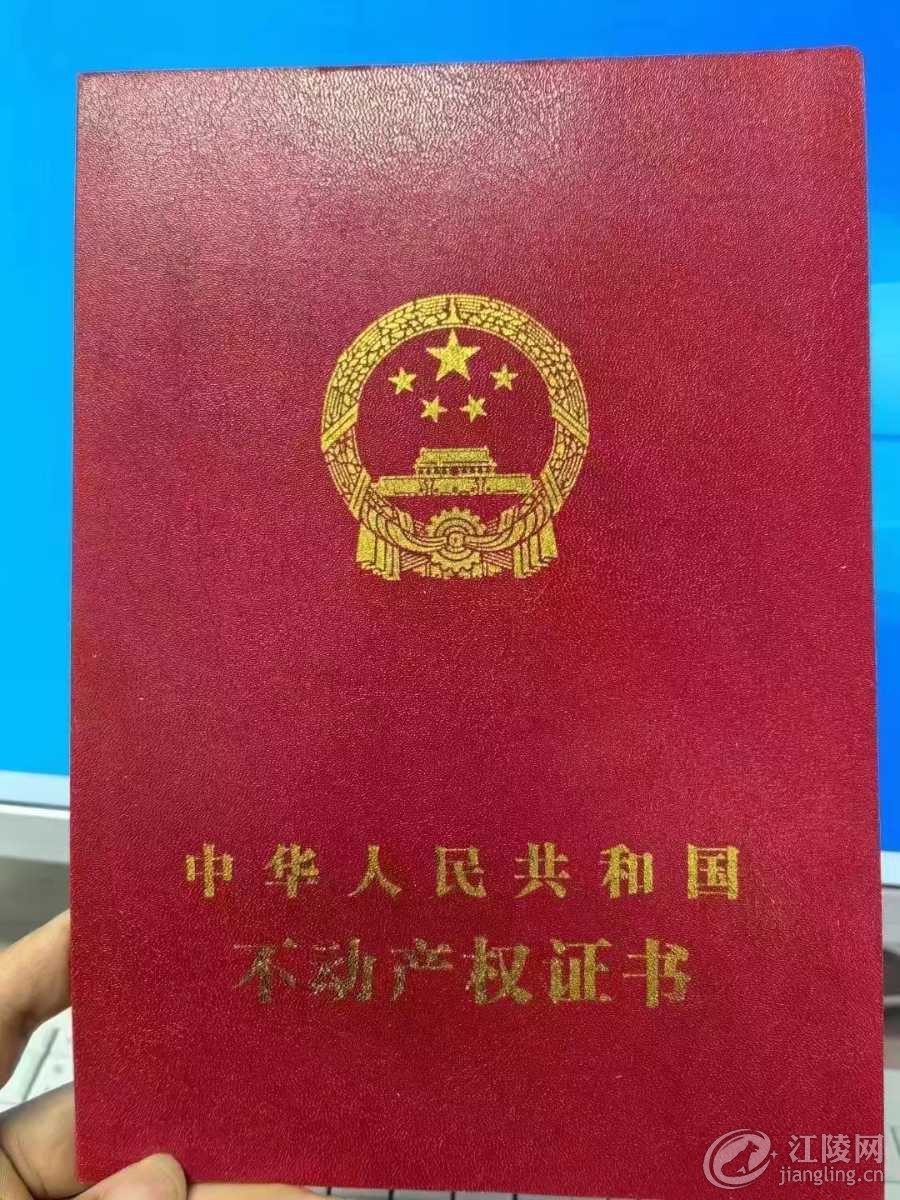 中华人民共和国
不动产权证书
江陵网
jiangling.cn